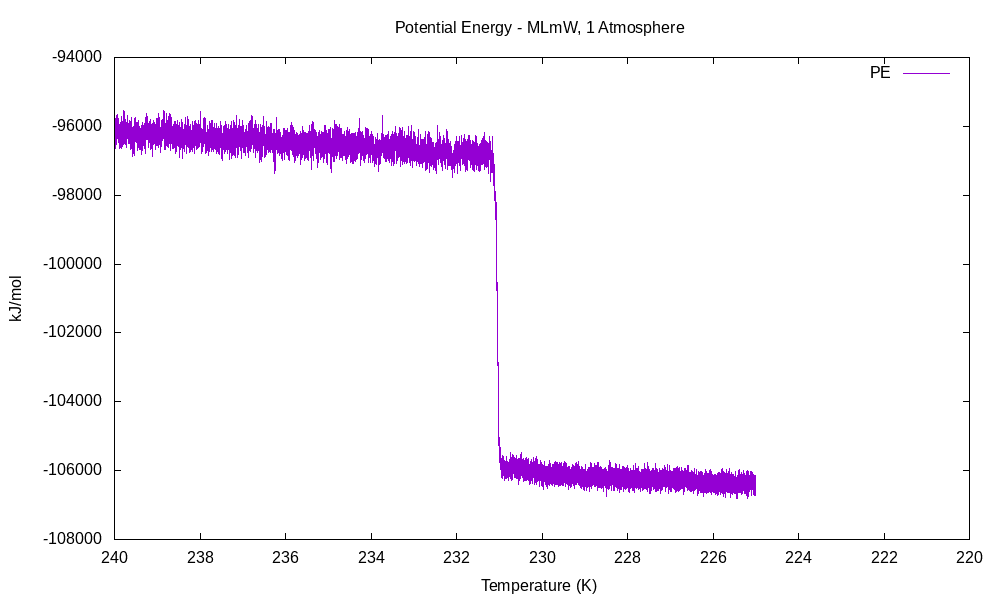 Potential Energy - MLmW, 1 Atmosphere
PE
-94000
-96000
-98000
-100000
-102000
-104000
-106000
-108000
kJ/mol
240 238 236 234 232 230 228 226 224 222 220
Temperature (K)